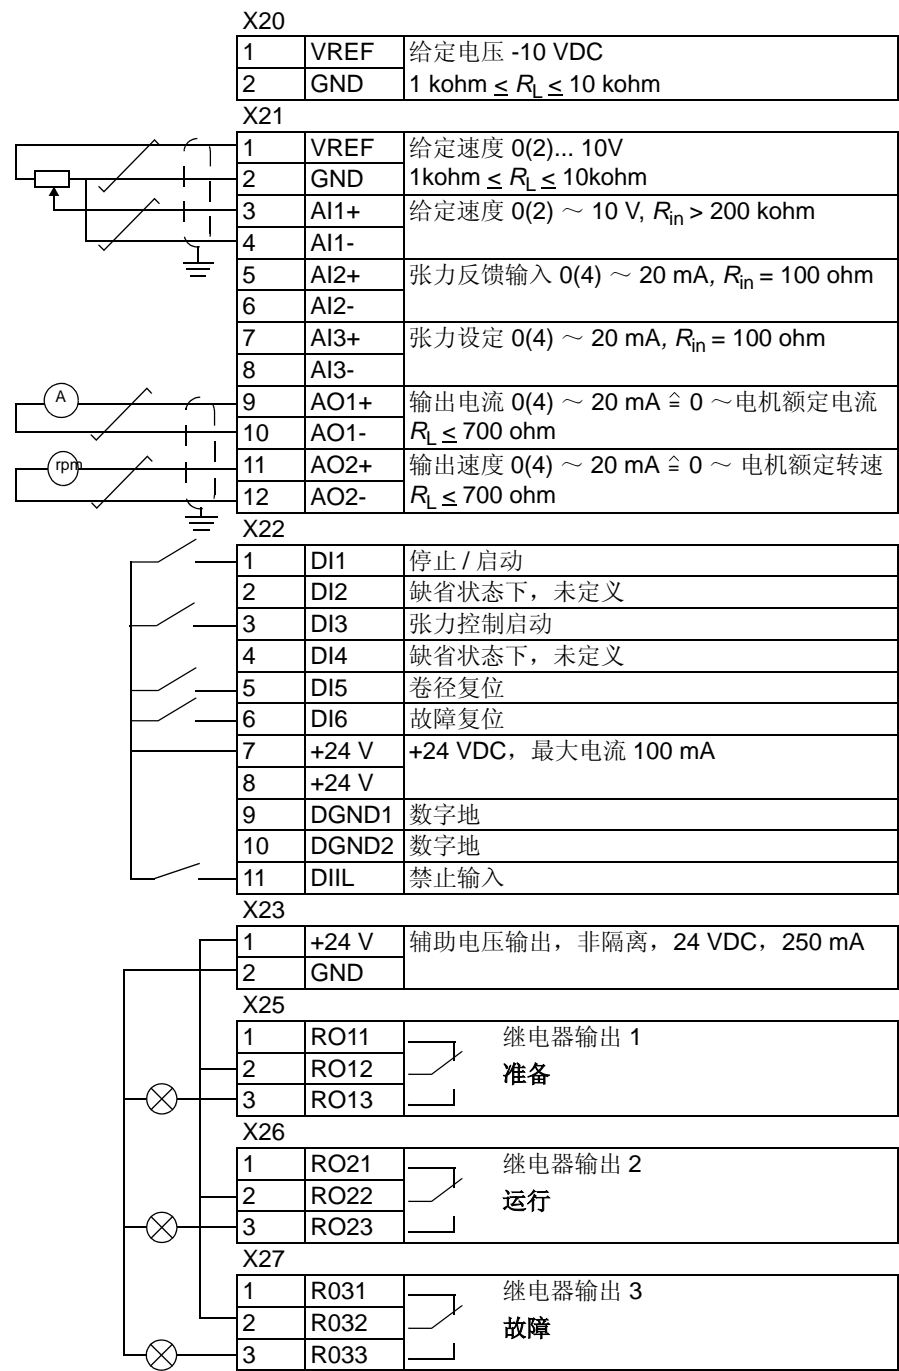 X20
1 VREF 给定电压 -10 VDC
2 GND 1 kohm ≤ RL ≤ 10 kohm
X21
1 VREF 给定速度 0(2)... 10V
2 GND 1kohm ≤ RL ≤ 10kohm
3 AI1+ 给定速度 0(2) ～ 10 V, Rin > 200 kohm
4 AI1-
5 AI2+ 张力反馈输入 0(4) ～ 20 mA, Rin = 100 ohm
6 AI2-
7 AI3+ 张力设定 0(4) ～ 20 mA, Rin = 100 ohm
8 AI3-
A 9 AO1+ 输出电流 0(4) ～ 20 mA ≙ 0 ～电机额定电流
10 AO1- RL ≤ 700 ohm
rpm 11 AO2+ 输出速度 0(4) ～ 20 mA ≙ 0 ～ 电机额定转速
12 AO2- RL ≤ 700 ohm
X22
1 DI1 停止 / 启动
2 DI2 缺省状态下，未定义
3 DI3 张力控制启动
4 DI4 缺省状态下，未定义
5 DI5 卷径复位
6 DI6 故障复位
7 +24 V +24 VDC，最大电流 100 mA
8 +24 V
9 DGND1 数字地
10 DGND2 数字地
11 DIIL 禁止输入
X23
1 +24 V 辅助电压输出，非隔离，24 VDC，250 mA
2 GND
X25
1 RO11 继电器输出 1
2 RO12 准备
3 RO13
X26
1 RO21 继电器输出 2
2 RO22 运行
3 RO23
X27
1 R031 继电器输出 3
2 R032 故障
3 R033